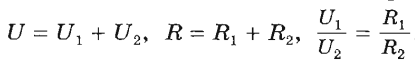 U = U₁ + U₂, R = R₁ + R₂, U₁/U₂ = R₁/R₂